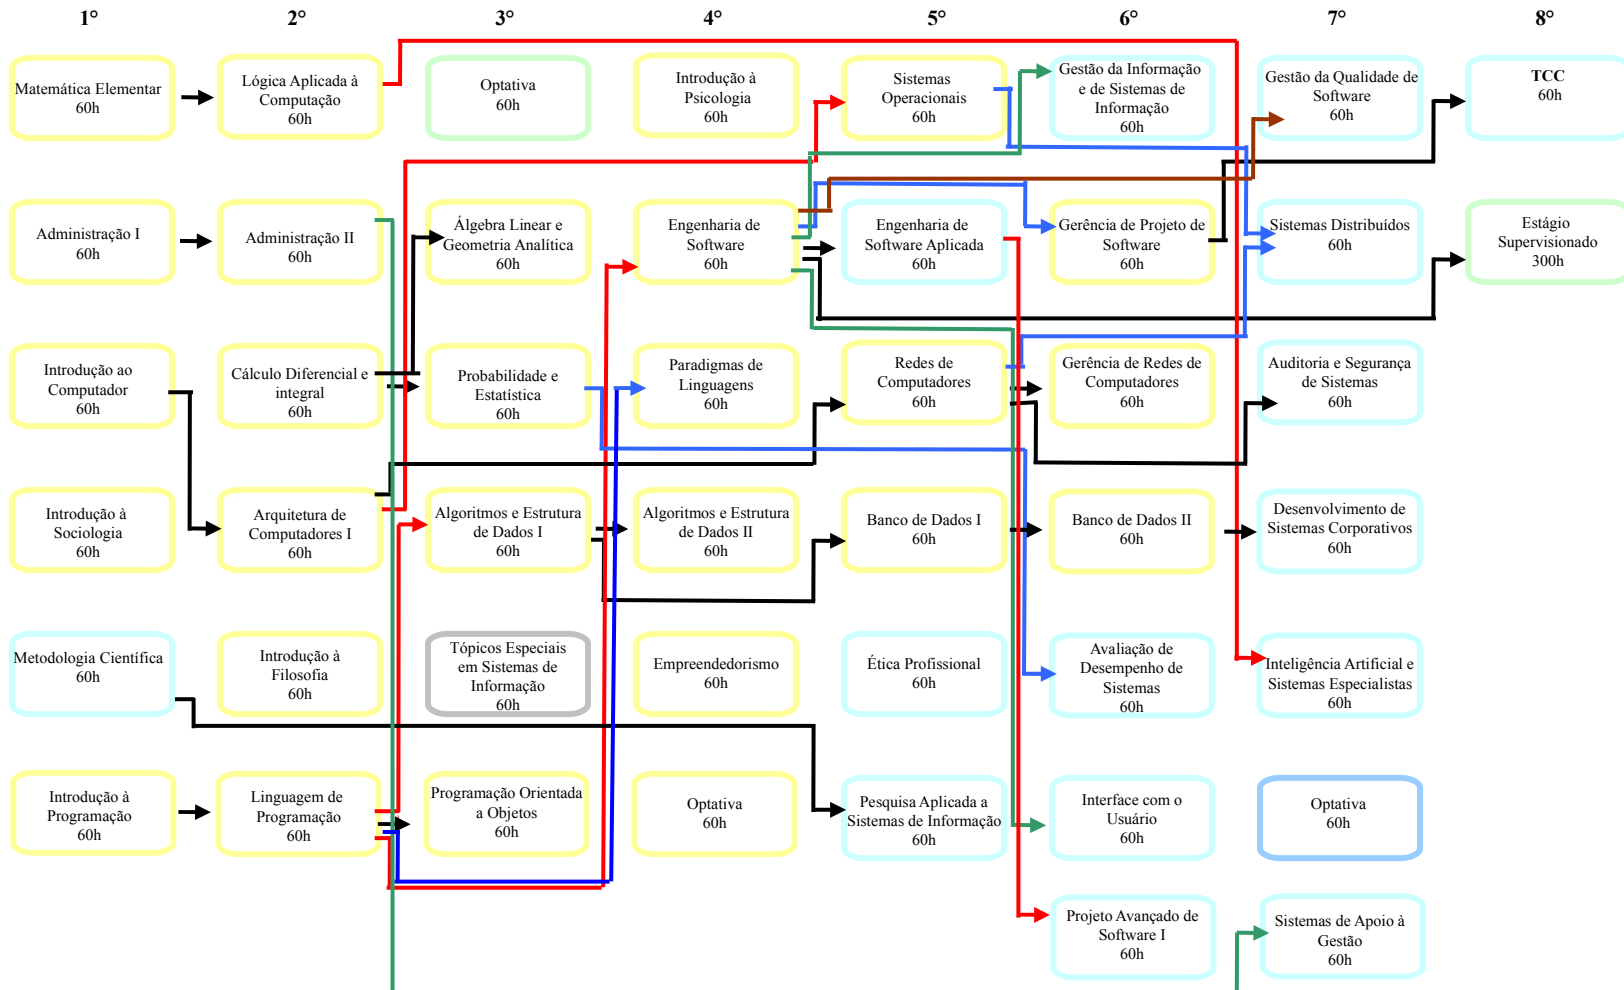 1°
2°
3°
4°
5°
6°
7°
8°
Matemática Elementar
60h
Lógica Aplicada à
Computação
60h
Optativa
60h
Introdução à
Psicologia
60h
Sistemas
Operacionais
60h
Gestão da Informação
e de Sistemas de
Informação
60h
Gestão da Qualidade de
Software
60h
TCC
60h
Administração I
60h
Administração II
60h
Álgebra Linear e
Geometria Analítica
60h
Engenharia de
Software
60h
Engenharia de
Software Aplicada
60h
Gerência de Projeto de
Software
60h
Sistemas Distribuídos
60h
Estágio
Supervisionado
300h
Introdução ao
Computador
60h
Cálculo Diferencial e
integral
60h
Probabilidade e
Estatística
60h
Paradigmas de
Linguagens
60h
Redes de
Computadores
60h
Gerência de Redes de
Computadores
60h
Auditoria e Segurança
de Sistemas
60h
Introdução à
Sociologia
60h
Arquitetura de
Computadores I
60h
Algoritmos e Estrutura
de Dados I
60h
Algoritmos e Estrutura
de Dados II
60h
Banco de Dados I
60h
Banco de Dados II
60h
Desenvolvimento de
Sistemas Corporativos
60h
Metodologia Científica
60h
Introdução à
Filosofia
60h
Tópicos Especiais
em Sistemas de
Informação
60h
Empreendedorismo
60h
Ética Profissional
60h
Avaliação de
Desempenho de
Sistemas
60h
Inteligência Artificial e
Sistemas Especialistas
60h
Introdução à
Programação
60h
Linguagem de
Programação
60h
Programação Orientada
a Objetos
60h
Optativa
60h
Pesquisa Aplicada a
Sistemas de Informação
60h
Interface com o
Usuário
60h
Optativa
60h
Projeto Avançado de
Software I
60h
Sistemas de Apoio à
Gestão
60h